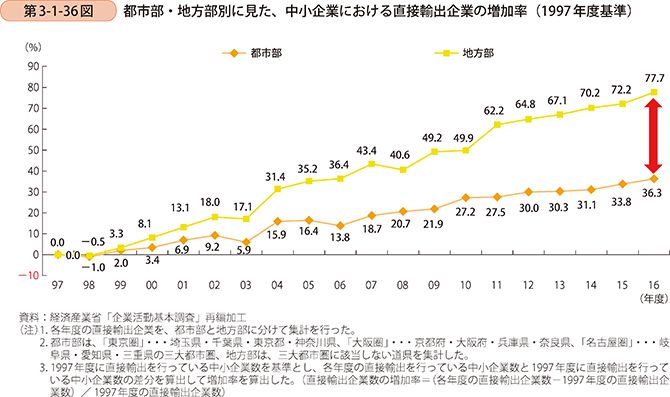 第3-1-36図 都市部・地方部別に見た、中小企業における直接輸出企業の増加率（1997年度基準）
(%)
都市部 地方部
90
80
70
60
50
40
30
20
10
0
－10
0.0 －0.5 3.3 8.1 13.1 18.0 17.1 31.4 35.2 36.4 43.4 40.6 49.2 49.9 62.2 64.8 67.1 70.2 72.2 77.7
0.0 －1.0 2.0 3.4 6.9 9.2 5.9 15.9 16.4 13.8 18.7 20.7 21.9 27.2 27.5 30.0 30.3 31.1 33.8 36.3
97 98 99 00 01 02 03 04 05 06 07 08 09 10 11 12 13 14 15 16
（年度）
資料：経済産業省「企業活動基本調査」再編加工
（注）1. 各年度の直接輸出企業を、都市部と地方部に分けて集計を行った。
2. 都市部は、「東京圏」・・・埼玉県・千葉県・東京都・神奈川県、「大阪圏」・・・京都府・大阪府・兵庫県・奈良県、「名古屋圏」・・・岐
阜県・愛知県・三重県の三大都市圏、地方部は、三大都市圏に該当しない道県を集計した。
3. 1997年度に直接輸出を行っている中小企業数を基準とし、各年度の直接輸出を行っている中小企業数と1997年度に直接輸出を行って
いる中小企業数の差分を算出して増加率を算出した。（直接輸出企業数の増加率＝（各年度の直接輸出企業数－1997年度の直接輸出企
業数）／1997年度の直接輸出企業数）